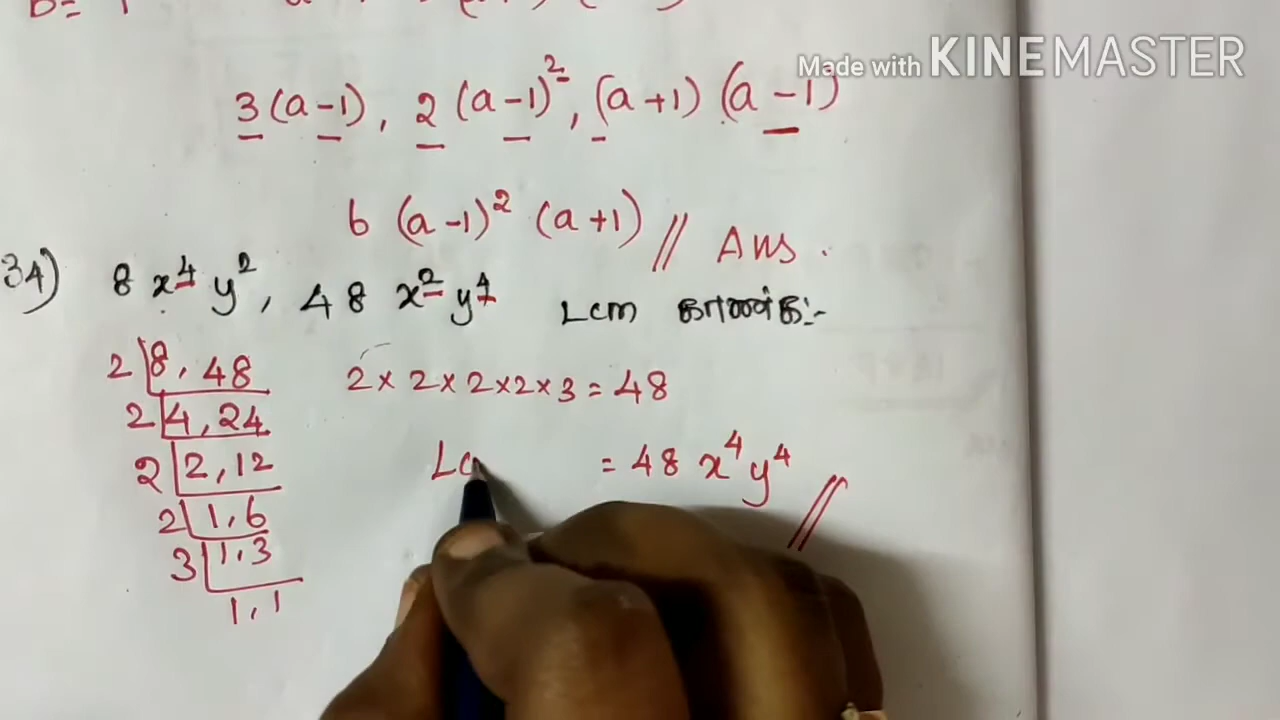 Made with KINEMASTER
3(a-1), 2(a-1)², (a+1)(a-1)
6 (a-1)² (a+1) // Ans.
34) 8x⁴y², 48x²y⁴ Lcm காண்க:-
2|8, 48
2 × 2 × 2 × 2 × 3 = 48
2|4, 24
2|2, 12
Lc = 48 x⁴y⁴ //
2|1, 6
3|1, 3
1, 1